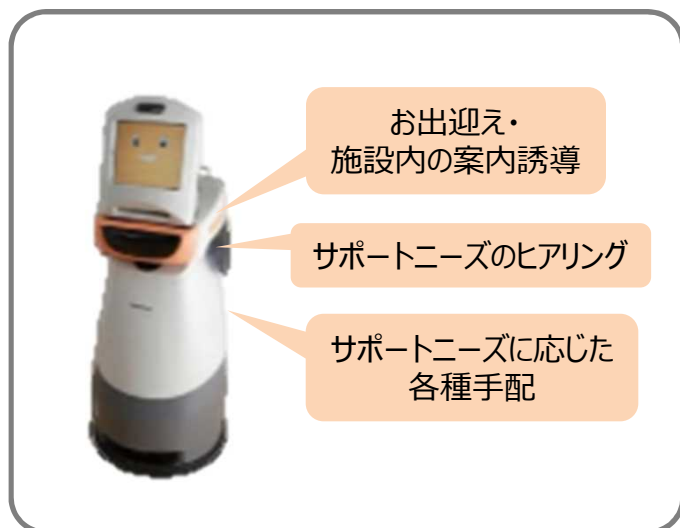 お出迎え・
施設内の案内誘導
サポートニーズのヒアリング
サポートニーズに応じた
各種手配